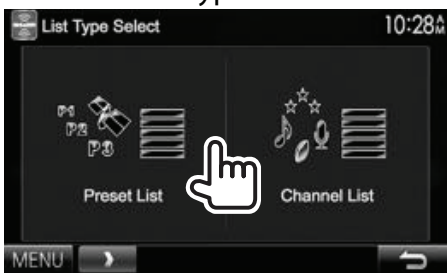 List Type Select
10:28
P1
P2
P3
Preset List
Channel List
MENU